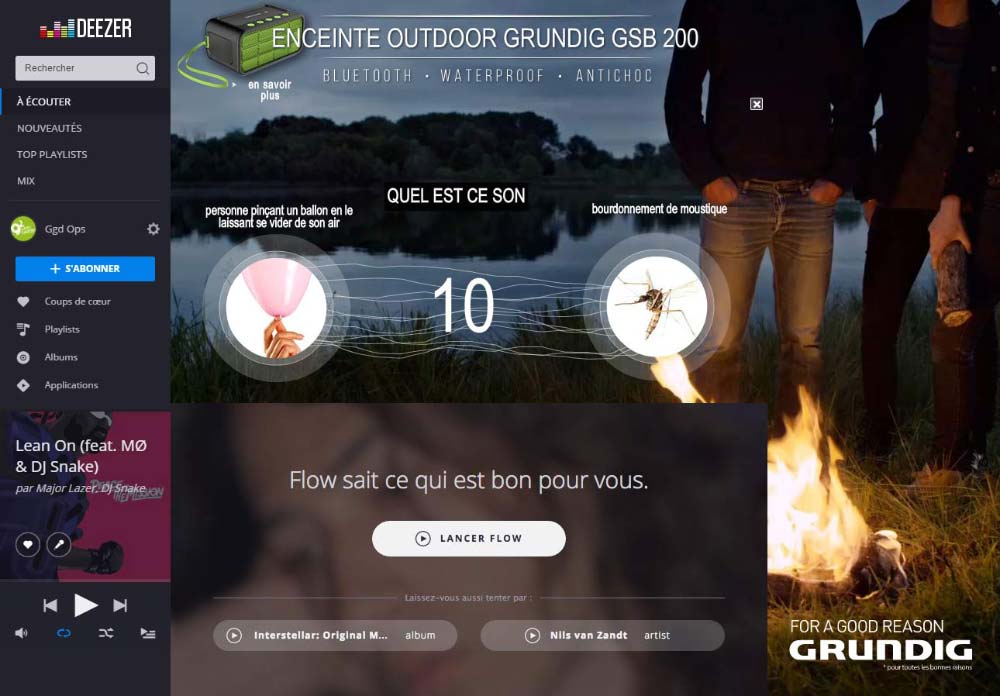 DEEZER
Rechercher
À ÉCOUTER
NOUVEAUTÉS
TOP PLAYLISTS
MIX
Ggd Ops
+ S'ABONNER
Coups de cœur
Playlists
Albums
Applications
Lean On (feat. MØ
& DJ Snake)
par Major Lazer, DJ Snake
LANCER FLOW
ENCEINTE OUTDOOR GRUNDIG GSB 200
BLUETOOTH • WATERPROOF • ANTICHOC
en savoir
plus
QUEL EST CE SON
personne pinçant un ballon en le
laissant se vider de son air
bourdonnement de moustique
10
Flow sait ce qui est bon pour vous.
Laissez-vous aussi tenter par :
Interstellar: Original M... album
Nils van Zandt artist
FOR A GOOD REASON
GRUNDIG
* pour toutes les bonnes raisons